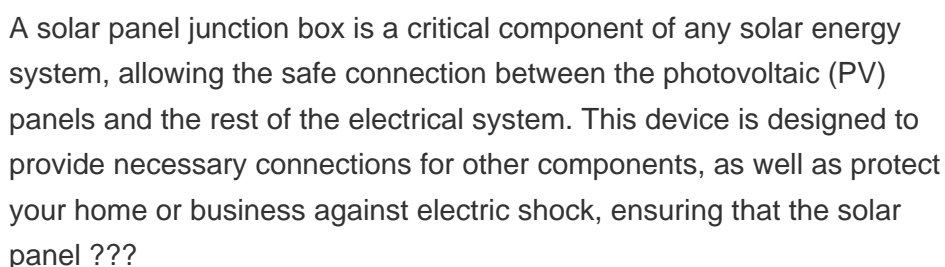 A solar panel junction box is a critical component of any solar energy
system, allowing the safe connection between the photovoltaic (PV)
panels and the rest of the electrical system. This device is designed to
provide necessary connections for other components, as well as protect
your home or business against electric shock, ensuring that the solar
panel ???